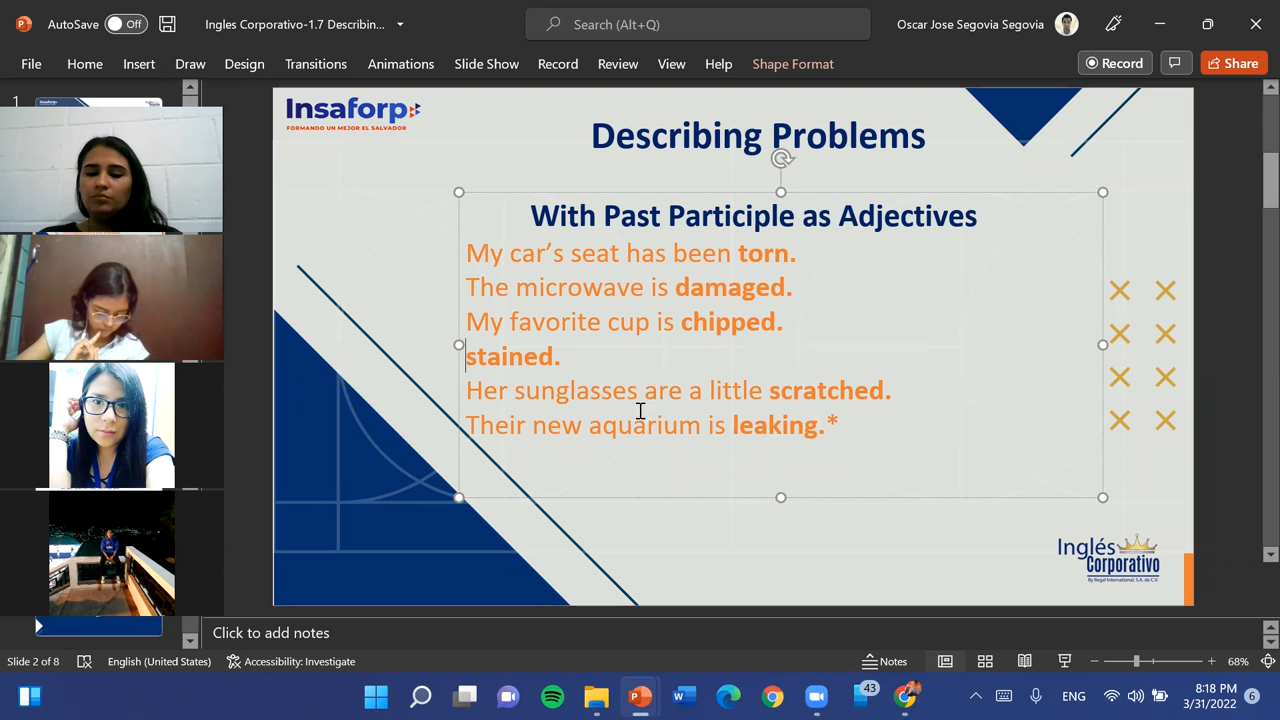 AutoSave Off Ingles Corporativo-1.7 Describin... Search (Alt+Q) Oscar Jose Segovia Segovia
File Home Insert Draw Design Transitions Animations Slide Show Record Review View Help Shape Format Record Share
1
Insaforp
FORMANDO UN MEJOR EL SALVADOR
Describing Problems
With Past Participle as Adjectives
My car’s seat has been torn.
The microwave is damaged.
My favorite cup is chipped.
stained.
Her sunglasses are a little scratched.
Their new aquarium is leaking.*
Inglés
Corporativo
By Regal International, S.A. de C.V.
Click to add notes
Slide 2 of 8 English (United States) Accessibility: Investigate Notes 68%
43 ENG 8:18 PM
3/31/2022 6